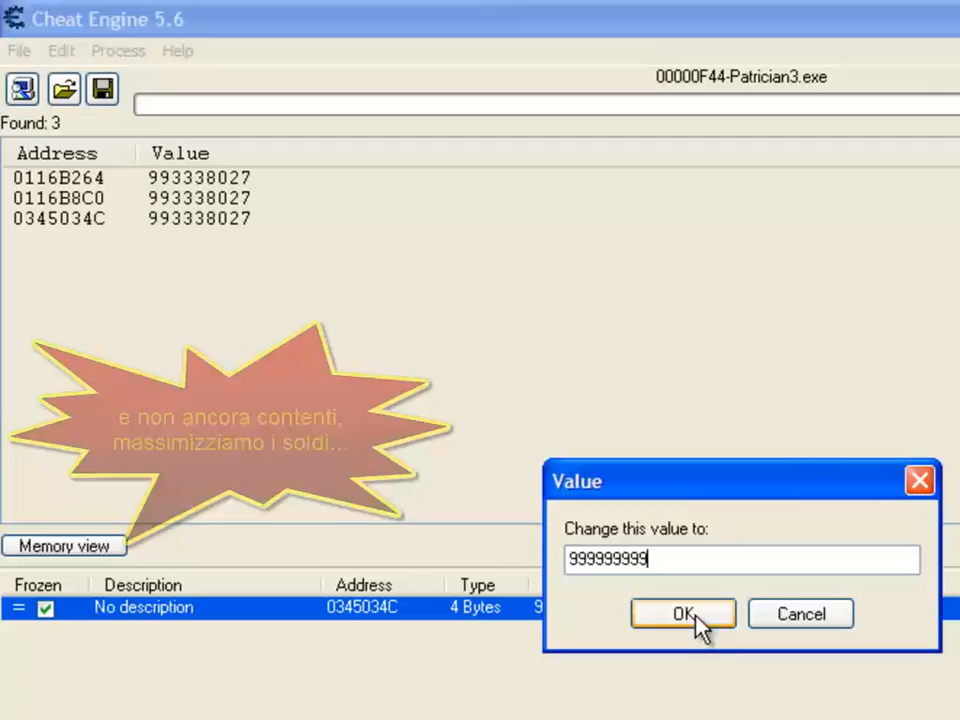 Cheat Engine 5.6
File Edit Process Help
00000F44-Patrician3.exe
Found: 3
Address Value
0116B264 993338027
0116B8C0 993338027
0345034C 993338027
e non ancora contenti,
massimizziamo i soldi...
Value
Change this value to:
999999999
OK Cancel
Memory view
Frozen Description Address Type
= No description 0345034C 4 Bytes 9